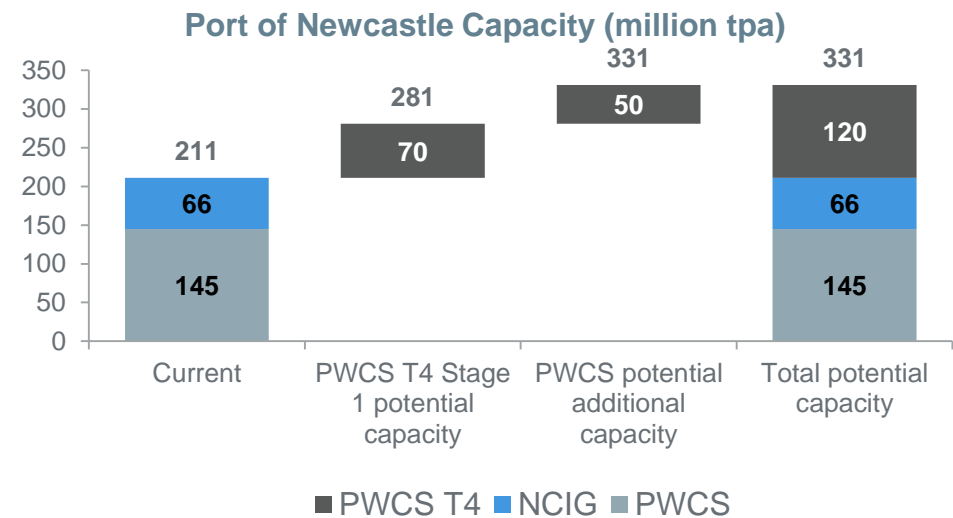 Port of Newcastle Capacity (million tpa)
350
300
250
200
150
100
50
0
211
66
145
281
70
331
50
331
120
66
145
Current
PWCS T4 Stage
1 potential
capacity
PWCS potential
additional
capacity
Total potential
capacity
PWCS T4 NCIG PWCS